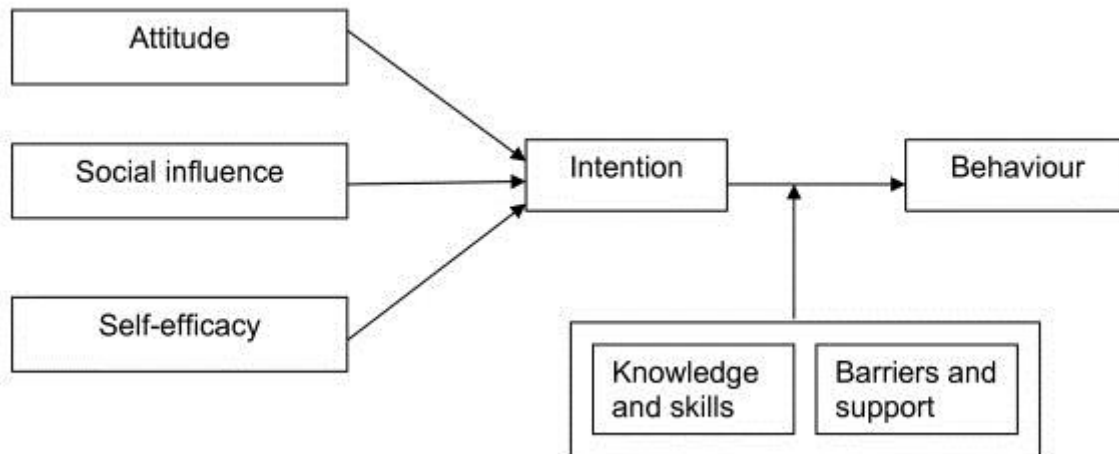 Attitude
Social influence
Intention
Behaviour
Self-efficacy
Knowledge
and skills
Barriers and
support